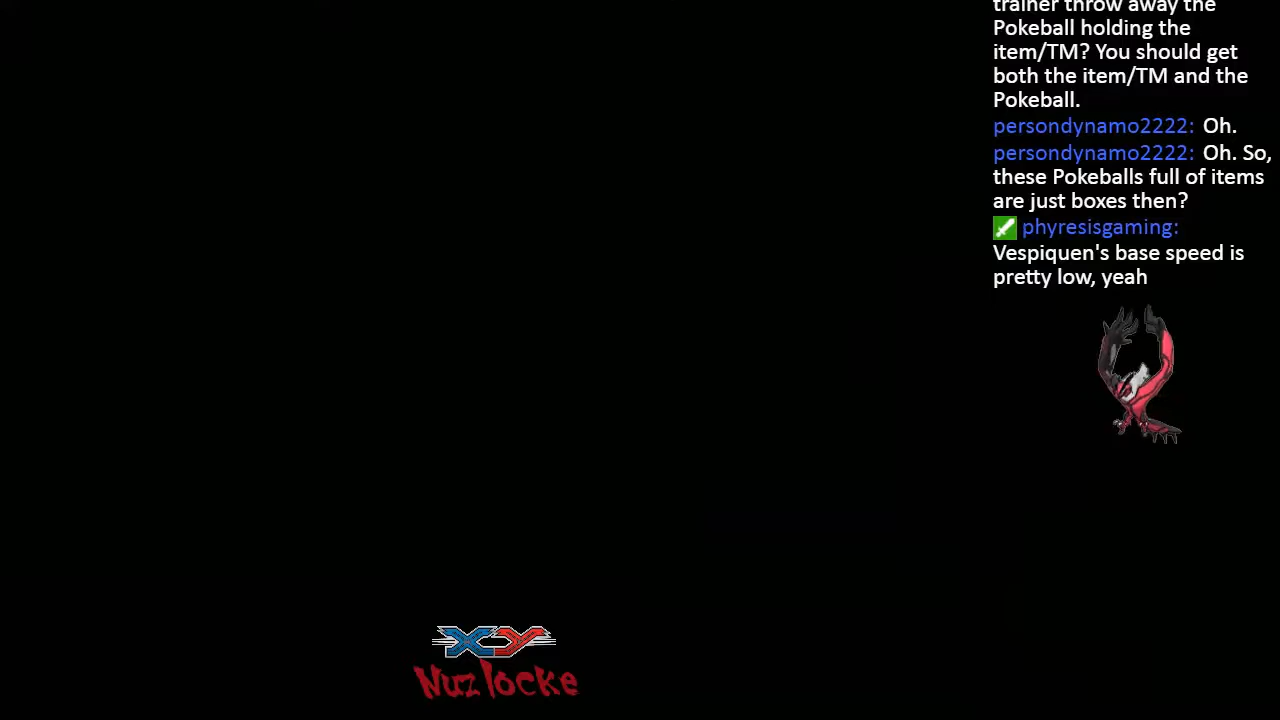 trainer throw away the
Pokeball holding the
item/TM? You should get
both the item/TM and the
Pokeball.
persondynamo2222: Oh.
persondynamo2222: Oh. So,
these Pokeballs full of items
are just boxes then?
phyresisgaming:
Vespiquen's base speed is
pretty low, yeah
XY
Nuzlocke